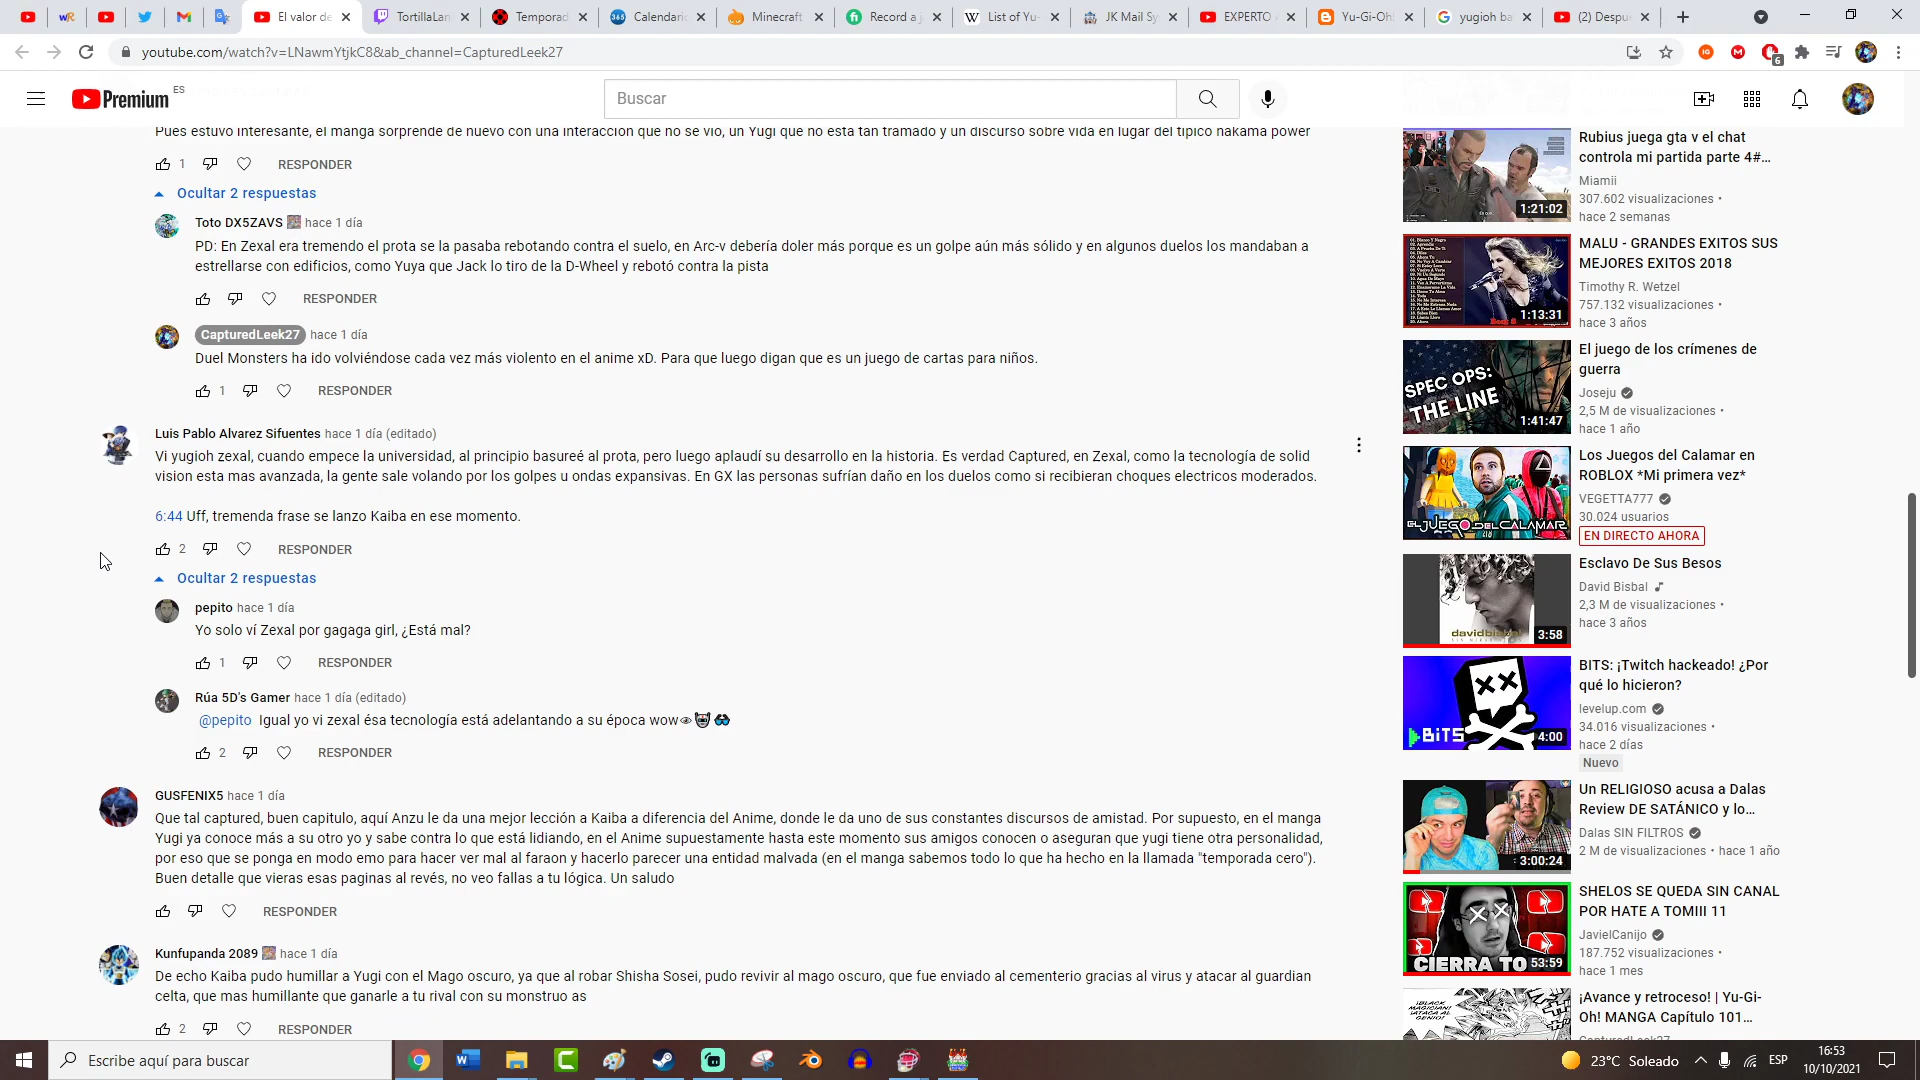 El valor de
TortillaLan
Temporad
Calendari
Minecraft
Record a j
List of Yu-
JK Mail Sy
EXPERTO
Yu-Gi-Oh!
yugioh ba
(2) Despu
youtube.com/watch?v=LNawmYtjkC8&ab_channel=CapturedLeek27
6
Premium
ES
Buscar
Pues estuvo interesante, el manga sorprende de nuevo con una interaccion que no se vio, un Yugi que no esta tan tramado y un discurso sobre vida en lugar del tipico nakama power
1 RESPONDER
Ocultar 2 respuestas
Toto DX5ZAVS hace 1 día
PD: En Zexal era tremendo el prota se la pasaba rebotando contra el suelo, en Arc-v debería doler más porque es un golpe aún más sólido y en algunos duelos los mandaban a
estrellarse con edificios, como Yuya que Jack lo tiro de la D-Wheel y rebotó contra la pista
RESPONDER
CapturedLeek27 hace 1 día
Duel Monsters ha ido volviéndose cada vez más violento en el anime xD. Para que luego digan que es un juego de cartas para niños.
1 RESPONDER
Luis Pablo Alvarez Sifuentes hace 1 día (editado)
Vi yugioh zexal, cuando empece la universidad, al principio basureé al prota, pero luego aplaudí su desarrollo en la historia. Es verdad Captured, en Zexal, como la tecnología de solid
vision esta mas avanzada, la gente sale volando por los golpes u ondas expansivas. En GX las personas sufrían daño en los duelos como si recibieran choques electricos moderados.
6:44 Uff, tremenda frase se lanzo Kaiba en ese momento.
2 RESPONDER
Ocultar 2 respuestas
pepito hace 1 día
Yo solo ví Zexal por gagaga girl, ¿Está mal?
1 RESPONDER
Rúa 5D's Gamer hace 1 día (editado)
@pepito Igual yo vi zexal ésa tecnología está adelantando a su época wow
2 RESPONDER
GUSFENIX5 hace 1 día
Que tal captured, buen capitulo, aquí Anzu le da una mejor lección a Kaiba a diferencia del Anime, donde le da uno de sus constantes discursos de amistad. Por supuesto, en el manga
Yugi ya conoce más a su otro yo y sabe contra lo que está lidiando, en el Anime supuestamente hasta este momento sus amigos conocen o aseguran que yugi tiene otra personalidad,
por eso que se ponga en modo emo para hacer ver mal al faraon y hacerlo parecer una entidad malvada (en el manga sabemos todo lo que ha hecho en la llamada "temporada cero").
Buen detalle que vieras esas paginas al revés, no veo fallas a tu lógica. Un saludo
RESPONDER
Kunfupanda 2089 hace 1 día
De echo Kaiba pudo humillar a Yugi con el Mago oscuro, ya que al robar Shisha Sosei, pudo revivir al mago oscuro, que fue enviado al cementerio gracias al virus y atacar al guardian
celta, que mas humillante que ganarle a tu rival con su monstruo as
2 RESPONDER
1:21:02
Rubius juega gta v el chat
controla mi partida parte 4#...
Miamii
307.602 visualizaciones •
hace 2 semanas
1:13:31
MALU - GRANDES EXITOS SUS
MEJORES EXITOS 2018
Timothy R. Wetzel
757.132 visualizaciones •
hace 3 años
SPEC OPS:
THE LINE
1:41:47
El juego de los crímenes de
guerra
Joseju
2,5 M de visualizaciones •
hace 1 año
EL JUEGO DEL CALAMAR
Los Juegos del Calamar en
ROBLOX *Mi primera vez*
VEGETTA777
30.024 usuarios
EN DIRECTO AHORA
davidbisbal
3:58
Esclavo De Sus Besos
David Bisbal
2,3 M de visualizaciones •
hace 3 años
BITS
4:00
BITS: ¡Twitch hackeado! ¿Por
qué lo hicieron?
levelup.com
34.016 visualizaciones •
hace 2 días
Nuevo
3:00:24
Un RELIGIOSO acusa a Dalas
Review DE SATÁNICO y lo...
Dalas SIN FILTROS
2 M de visualizaciones • hace 1 año
CIERRA TO
53:59
SHELOS SE QUEDA SIN CANAL
POR HATE A TOMIII 11
JavielCanijo
187.752 visualizaciones •
hace 1 mes
¡Avance y retroceso! | Yu-Gi-
Oh! MANGA Capítulo 101...
CapturedLeek27
Escribe aquí para buscar
23°C Soleado
ESP
16:53
10/10/2021